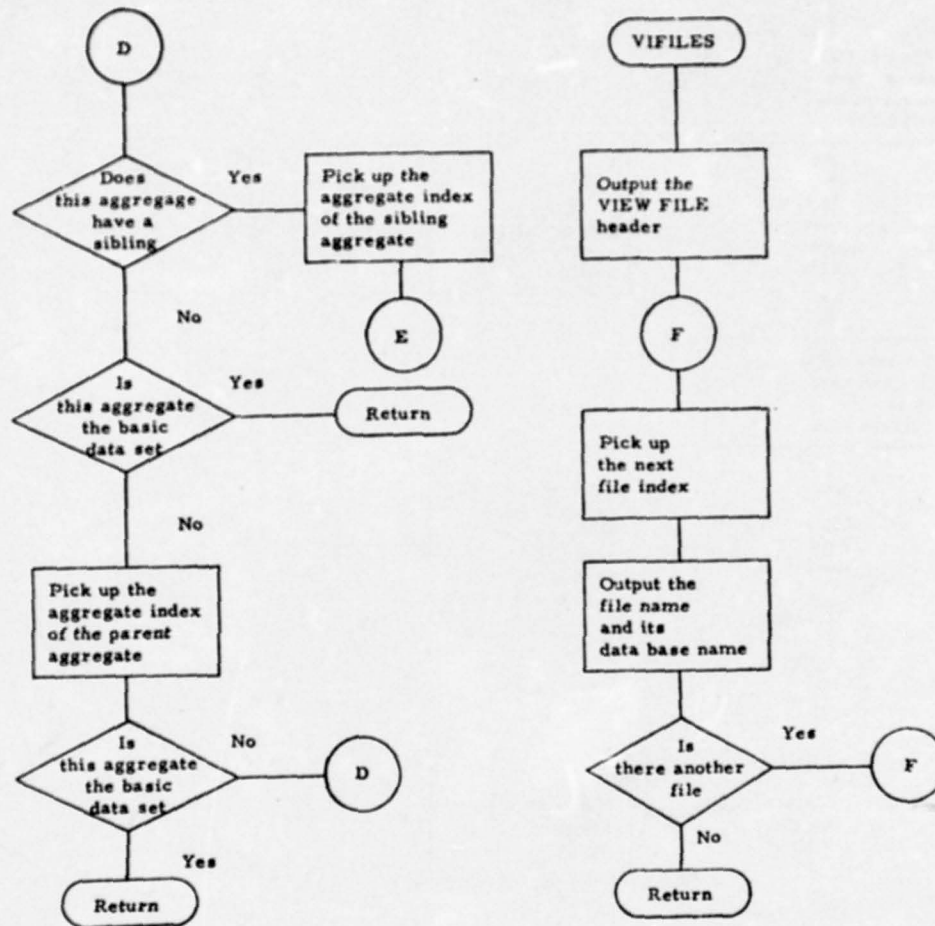 D
Does
this aggregage
have a
sibling
Yes
Pick up the
aggregate index
of the sibling
aggregate
E
No
Is
this aggregate
the basic
data set
Yes
Return
No
Pick up the
aggregate index
of the parent
aggregate
Is
this aggregate
the basic
data set
No
D
Yes
Return
VIFILES
Output the
VIEW FILE
header
F
Pick up
the next
file index
Output the
file name
and its
data base name
Is
there another
file
Yes
F
No
Return